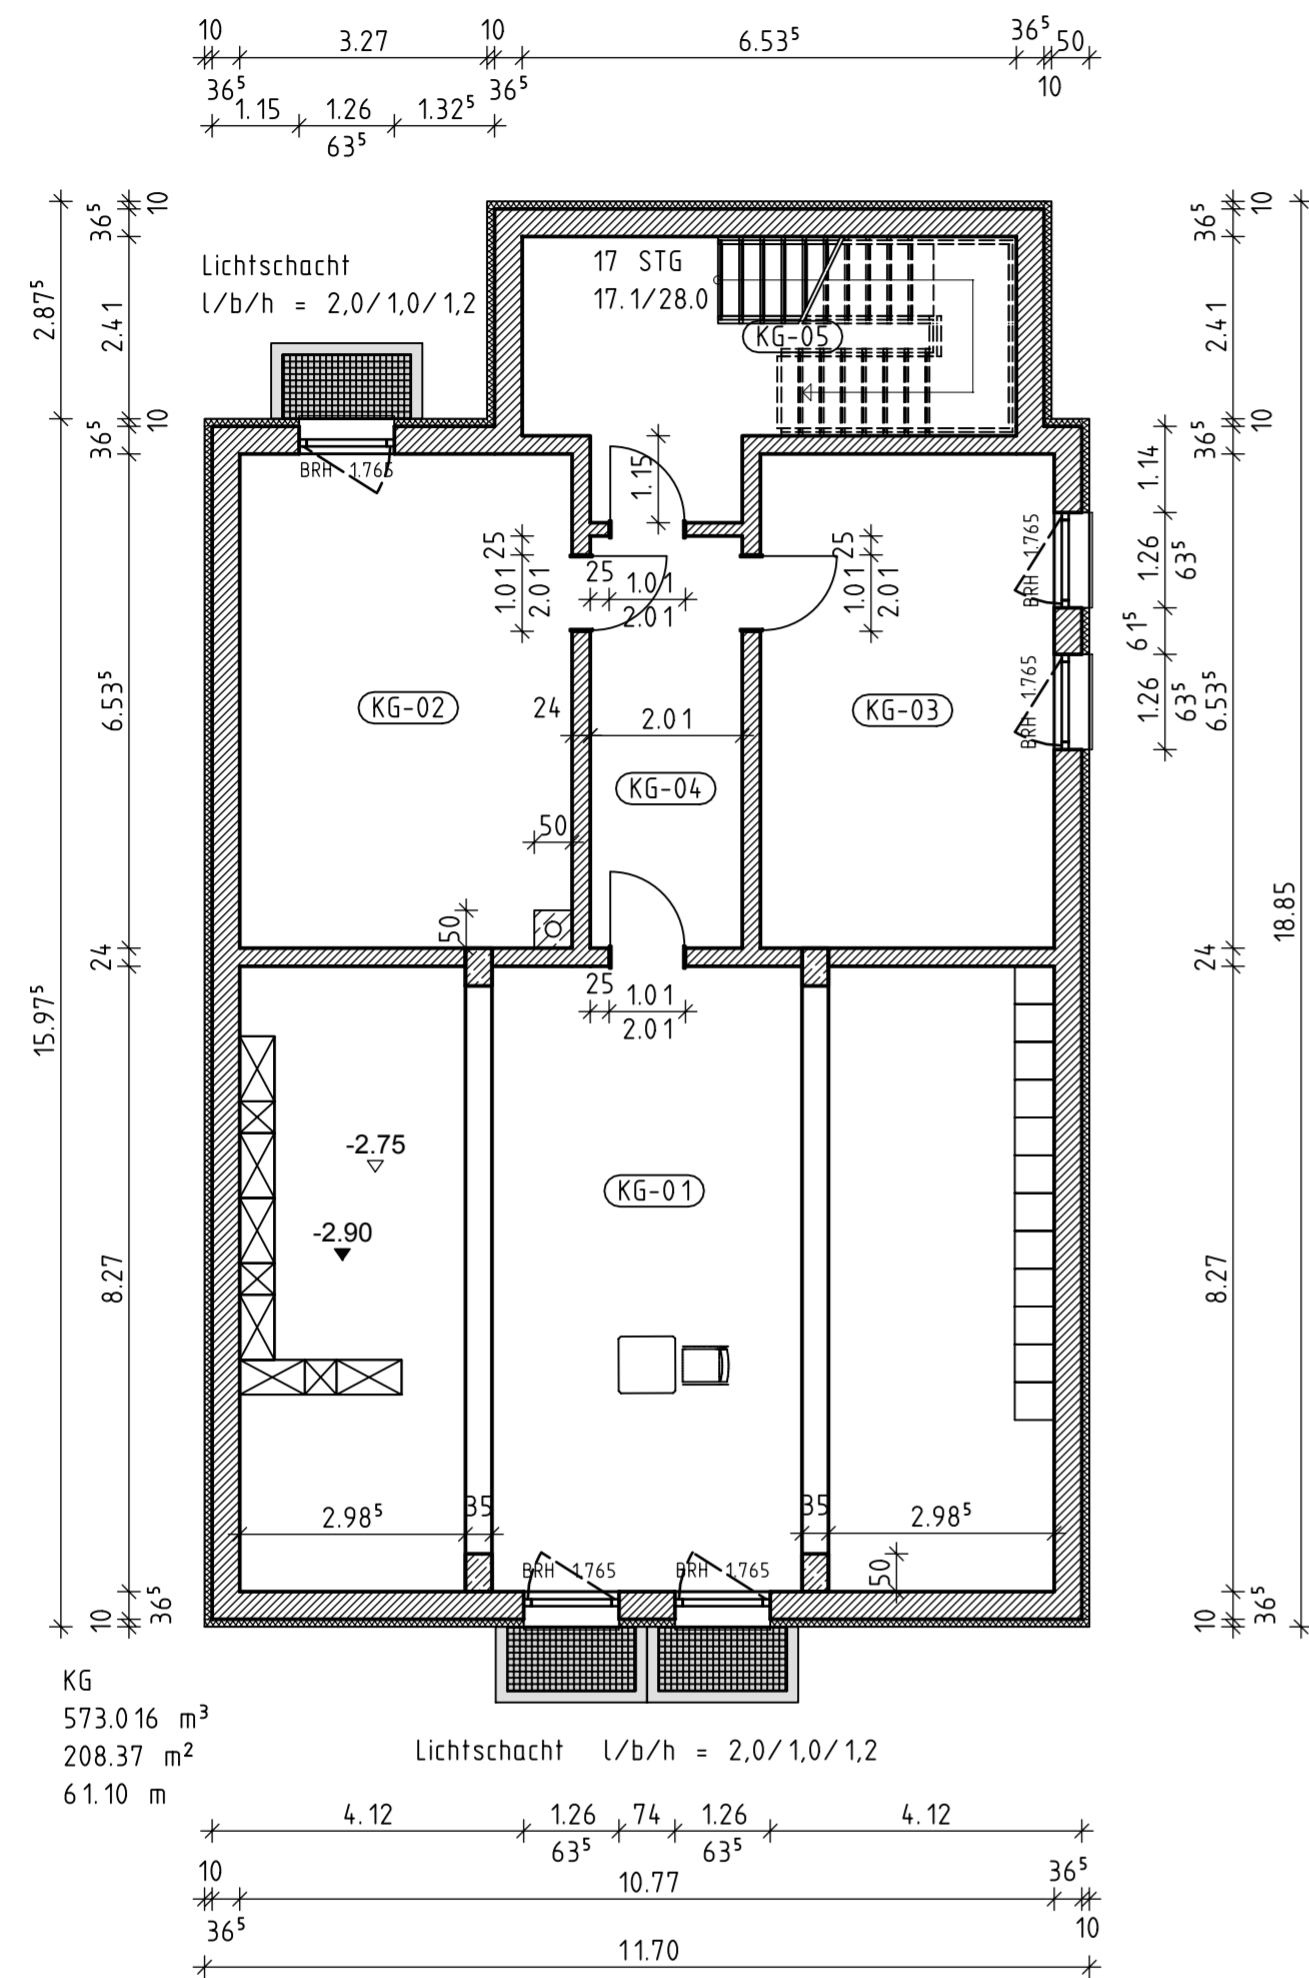 10 3.27 10 6.53⁵ 36⁵ 50
36⁵ 36⁵ 10
1.15 1.26 1.32⁵
63⁵
10 36⁵ 2.41 2.87⁵ 10 36⁵
Lichtschacht
l/b/h = 2,0/1,0/1,2
17 STG
17.1/28.0
KG-05
10 36⁵ 2.41 10 36⁵
BRH 1.765
1.15
1.14
25 1.01 2.01
25 1.01
2.01
25 1.01 2.01
BRH 1.765
1.26 63⁵
61⁵
BRH 1.765
1.26 63⁵
6.53⁵
KG-02
24
2.01
KG-03
6.53⁵
KG-04
50
50
18.85
24
24
25 1.01
2.01
15.97⁵
-2.75
KG-01
-2.90
8.27
8.27
2.98⁵ 35
35 2.98⁵
BRH 1.765
BRH 1.765
50
10 36⁵
10 36⁵
KG
573.016 m³
208.37 m²
61.10 m
Lichtschacht l/b/h = 2,0/1,0/1,2
4.12 1.26 74 1.26 4.12
63⁵ 63⁵
10 10.77 36⁵
36⁵ 10
11.70